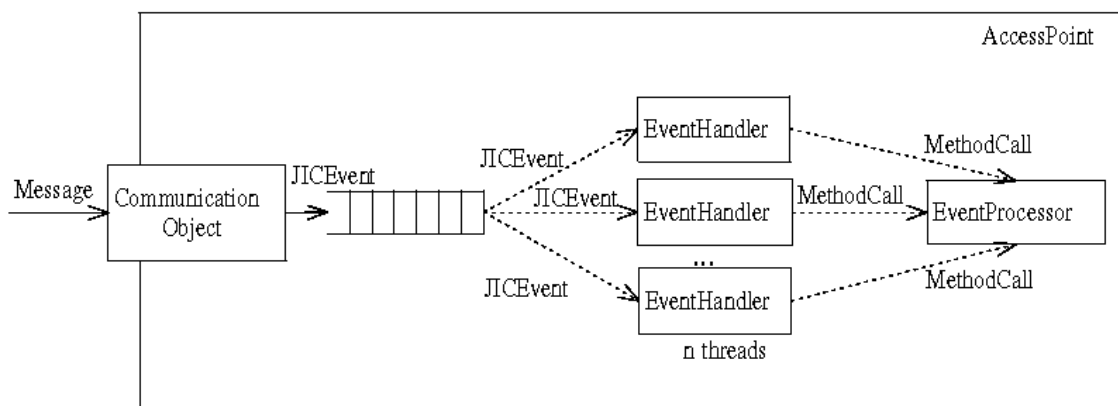 AccessPoint
EventHandler
JICEvent
MethodCall
Message
Communication
Object
JICEvent
JICEvent
EventHandler
MethodCall
EventProcessor
...
JICEvent
EventHandler
MethodCall
n threads